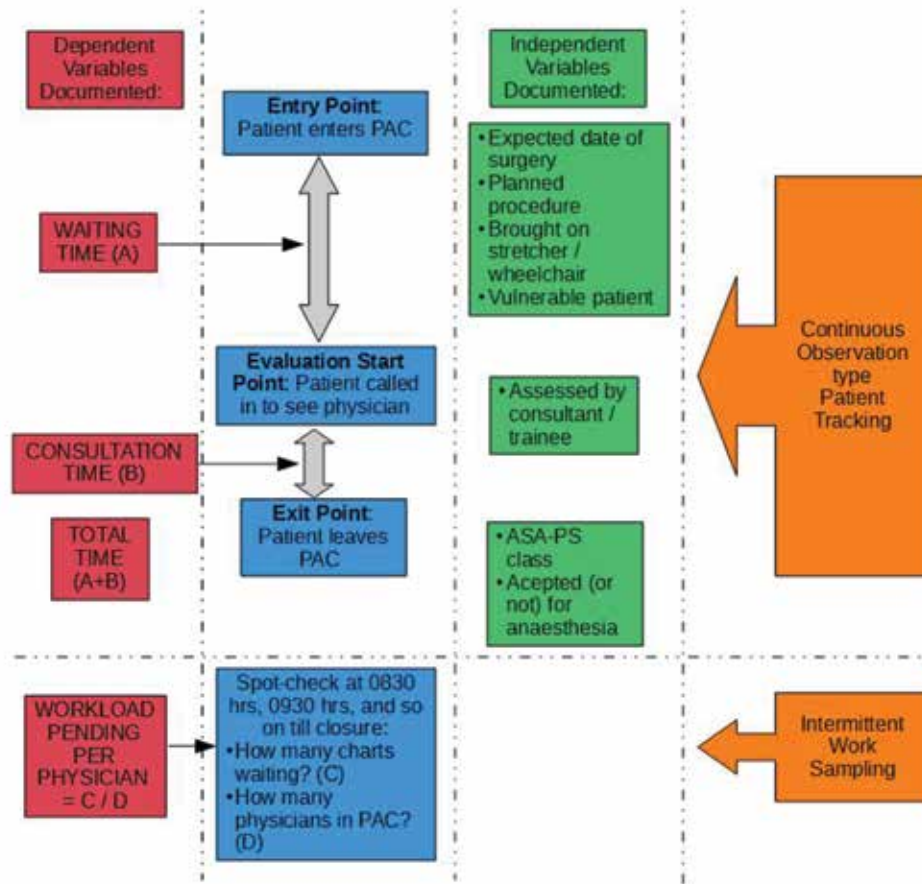 Dependent
Variables
Documented:
Independent
Variables
Documented:
Entry Point:
Patient enters PAC
•Expected date of
surgery
•Planned
procedure
•Brought on
stretcher /
wheelchair
•Vulnerable patient
WAITING
TIME (A)
Continuous
Observation
type
Patient
Tracking
Evaluation Start
Point: Patient called
in to see physician
•Assessed by
consultant /
trainee
CONSULTATION
TIME (B)
Exit Point:
Patient leaves
PAC
TOTAL
TIME
(A+B)
•ASA-PS
class
•Acepted (or
not) for
anaesthesia
WORKLOAD
PENDING
PER
PHYSICIAN
= C / D
Spot-check at 0830
hrs, 0930 hrs, and so
on till closure:
•How many charts
waiting? (C)
•How many
physicians in PAC?
(D)
Intermittent
Work
Sampling